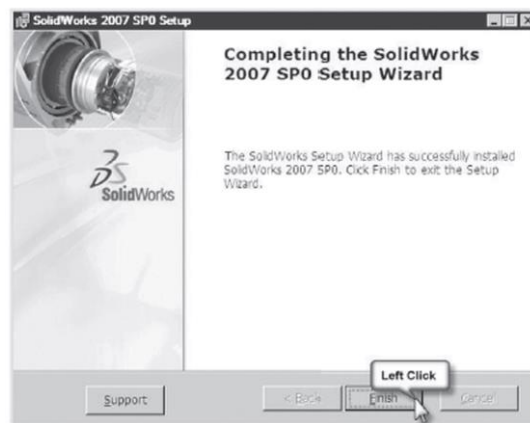 SolidWorks 2007 SP0 Setup
Completing the SolidWorks
2007 SP0 Setup Wizard
The SolidWorks Setup Wizard has successfully installed
SolidWorks 2007 SP0. Click Finish to exit the Setup
Wizard.
SolidWorks
Left Click
Support
< Back
Finish
Cancel